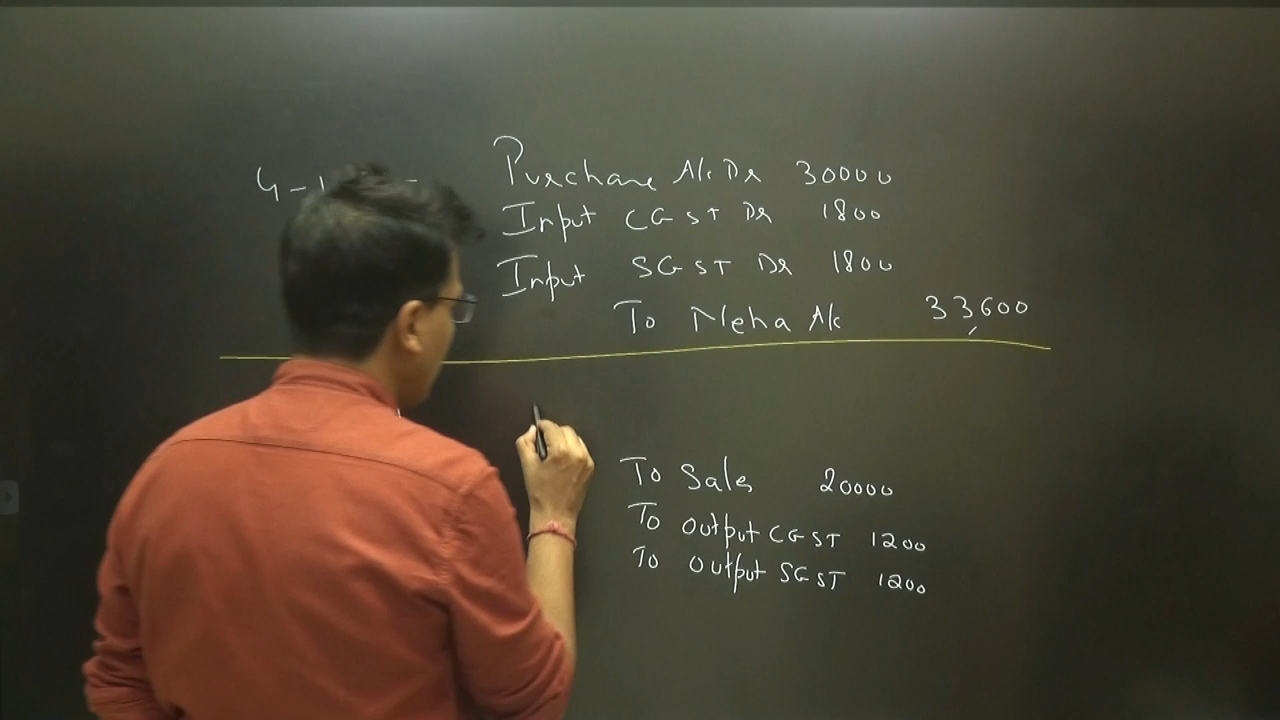 Purchase A/c Dr 30000
Input CGST Dr 1800
Input SGST Dr 1800
To Neha A/c 33600
To Sales 20000
To Output CGST 1200
To Output SGST 1200